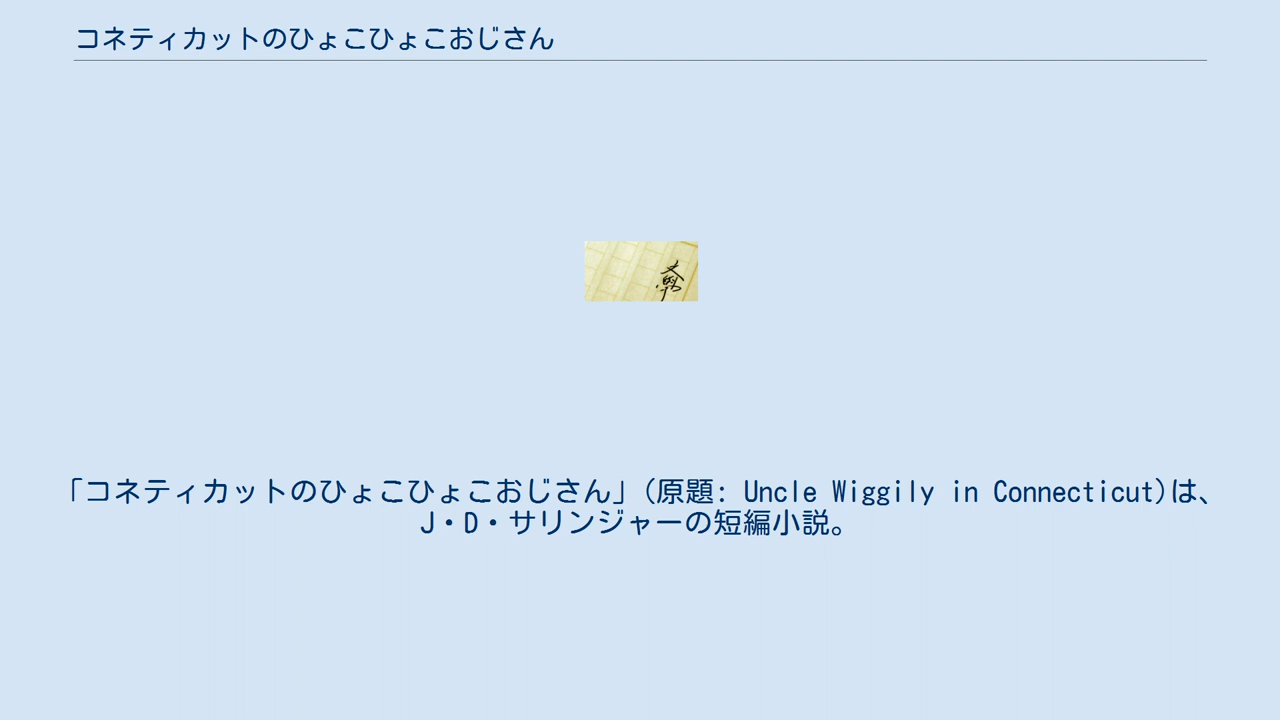 コネティカットのひょこひょこおじさん
「コネティカットのひょこひょこおじさん」(原題: Uncle Wiggily in Connecticut)は、
J・D・サリンジャーの短編小説。